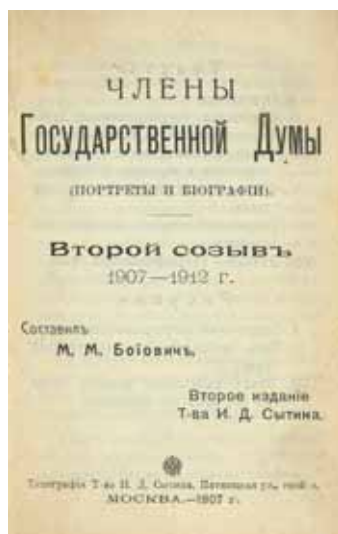 ЧЛЕНЫ
ГОСУДАРСТВЕННОЙ ДУМЫ
(ПОРТРЕТЫ И БІОГРАФІИ).
Второй созывъ
1907—1912 г.
Составилъ
М. М. Боіовичъ.
Второе изданіе
Т-ва И. Д. Сытина.
Типографія Т-ва И. Д. Сытина, Пятницкая ул., свой д.
МОСКВА.—1907 г.